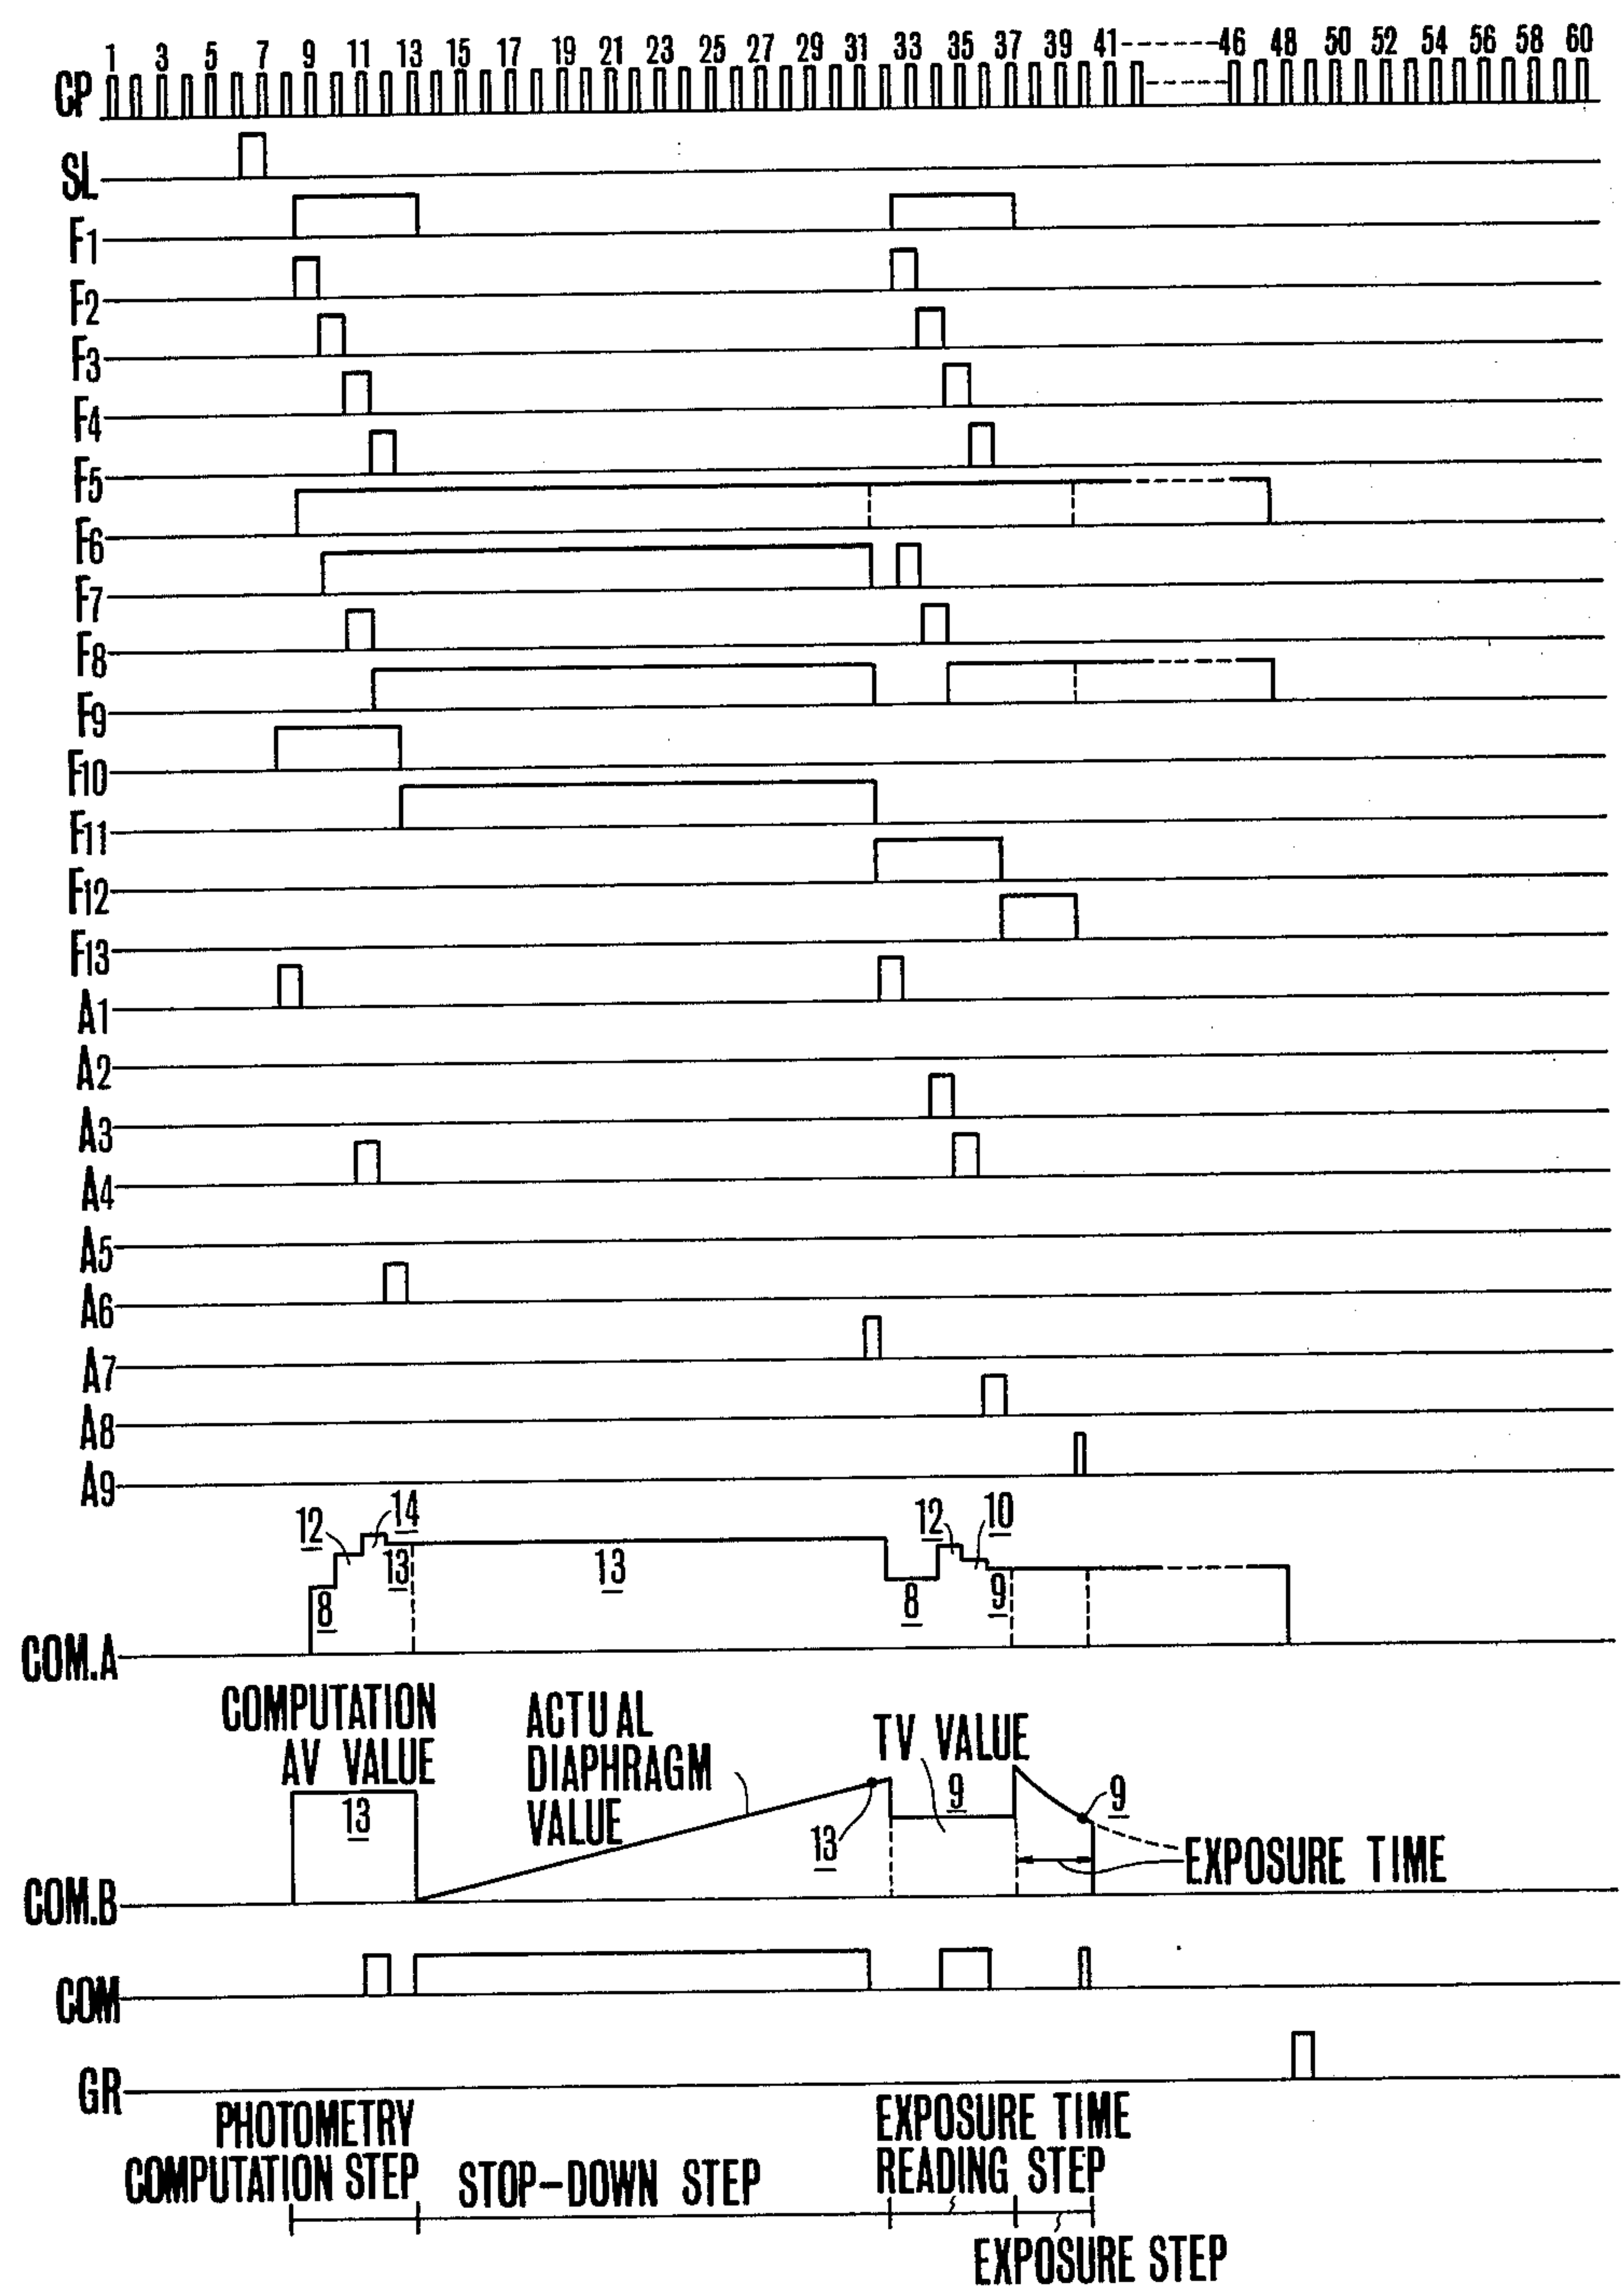 1 3 5 7 9 11 13 15 17 19 21 23 25 27 29 31 33 35 37 39 41 46 48 50 52 54 56 58 60
CP
SL
F1
F2
F3
F4
F5
F6
F7
F8
F9
F10
F11
F12
F13
A1
A2
A3
A4
A5
A6
A7
A8
A9
12 14 12 10
13 13
8 8 9
COM.A
COMPUTATION
AV VALUE
ACTUAL
DIAPHRAGM
VALUE
TV VALUE
13 13 9 9
EXPOSURE TIME
COM.B
COM
GR
PHOTOMETRY
COMPUTATION STEP
STOP-DOWN STEP
EXPOSURE TIME
READING STEP
EXPOSURE STEP